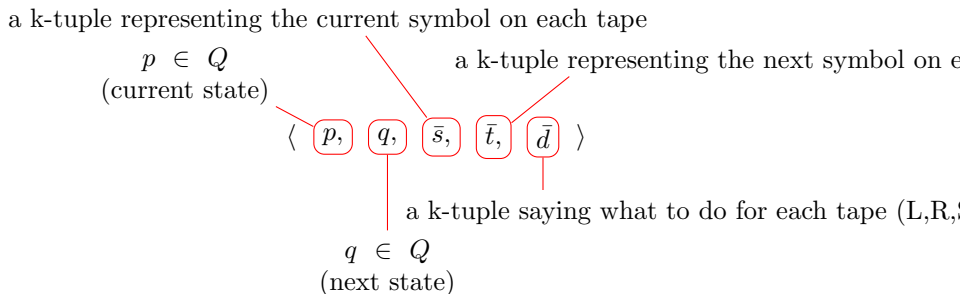 a k-tuple representing the current symbol on each tape
p ∈ Q
(current state)
a k-tuple representing the next symbol on
⟨ p, q, s̄, t̄, d̄ ⟩
a k-tuple saying what to do for each tape (L,R,
q ∈ Q
(next state)